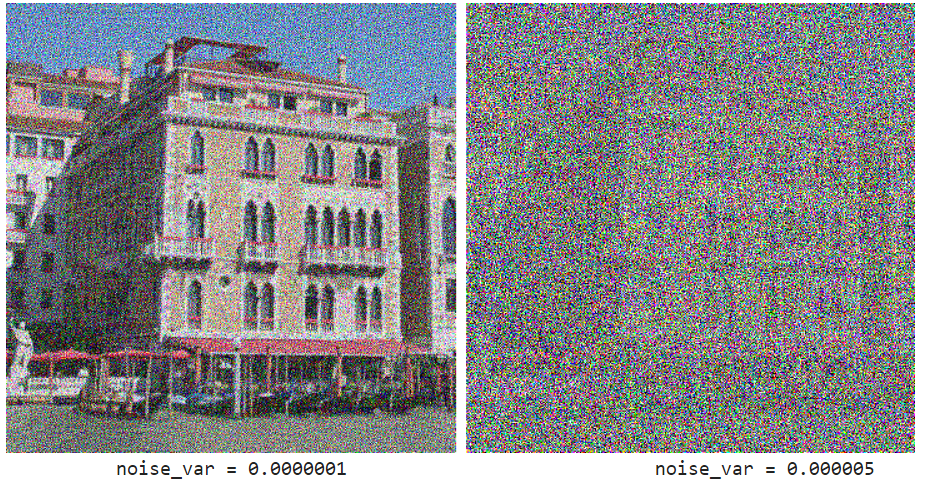 noise_var = 0.0000001
noise_var = 0.000005